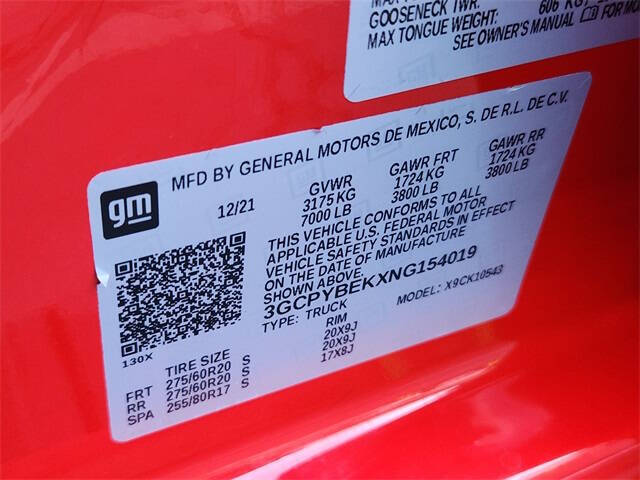 GOOSENECK TWR:
MAX TONGUE WEIGHT: 606 KG
SEE OWNER'S MANUAL FOR
MFD BY GENERAL MOTORS DE MEXICO, S. DE R.L. DE C.V.
gm
12/21 GVWR GAWR FRT GAWR RR
3175 KG 1724 KG 1724 KG
7000 LB 3800 LB 3800 LB
THIS VEHICLE CONFORMS TO ALL
APPLICABLE U.S. FEDERAL MOTOR
VEHICLE SAFETY STANDARDS IN EFFECT
ON THE DATE OF MANUFACTURE
SHOWN ABOVE.
3GCPYBEKXNG154019
TYPE: TRUCK MODEL: X9CK10543
130X
TIRE SIZE RIM
FRT 275/60R20 S 20X9J
RR 275/60R20 S 20X9J
SPA 255/80R17 S 17X8J